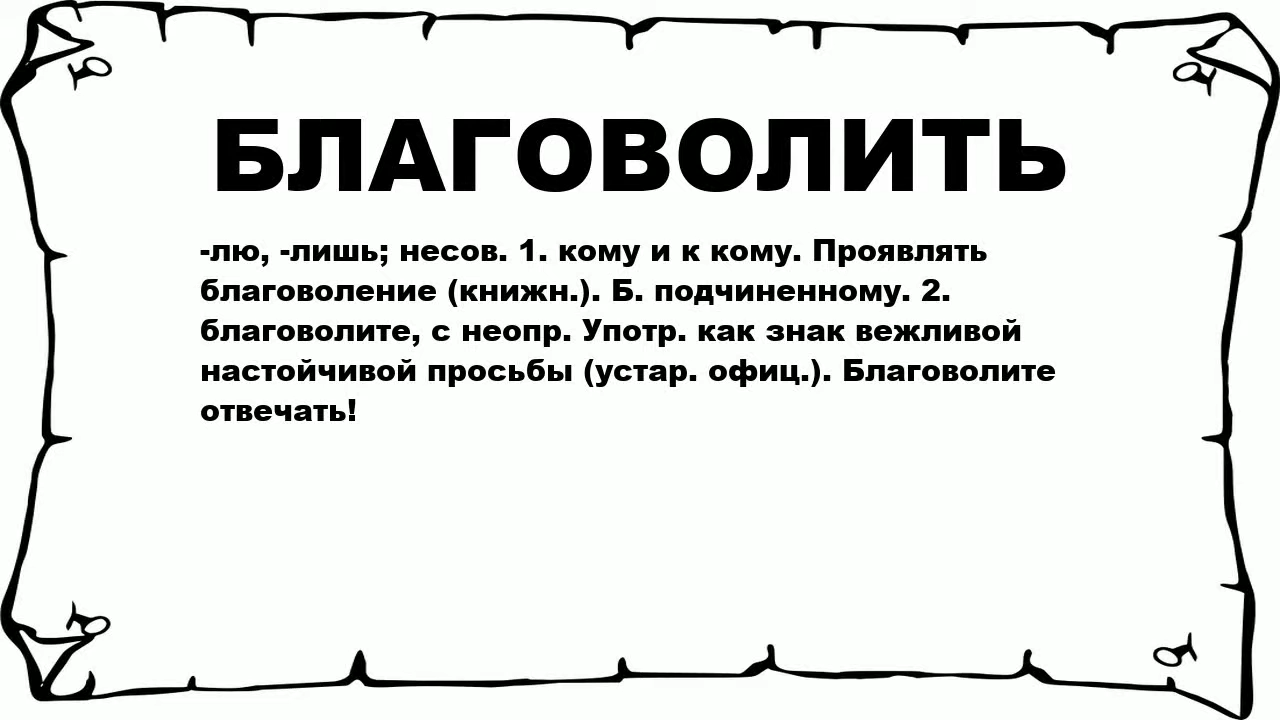 БЛАГОВОЛИТЬ
-лю, -лишь; несов. 1. кому и к кому. Проявлять
благоволение (книжн.). Б. подчиненному. 2.
благоволите, с неопр. Употр. как знак вежливой
настойчивой просьбы (устар. офиц.). Благоволите
отвечать!